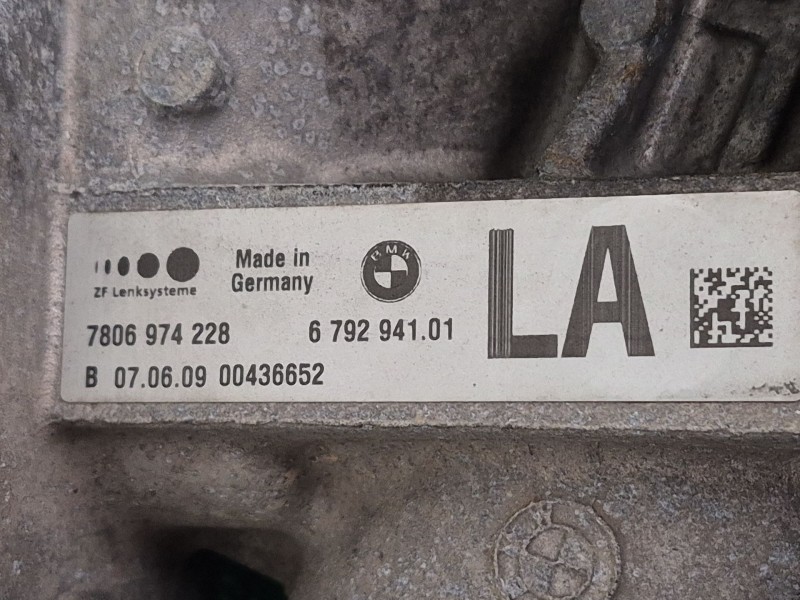 ZF Lenksysteme
Made in
Germany
BMW
LA
7806 974 228
6 792 941.01
B 07.06.09 00436652